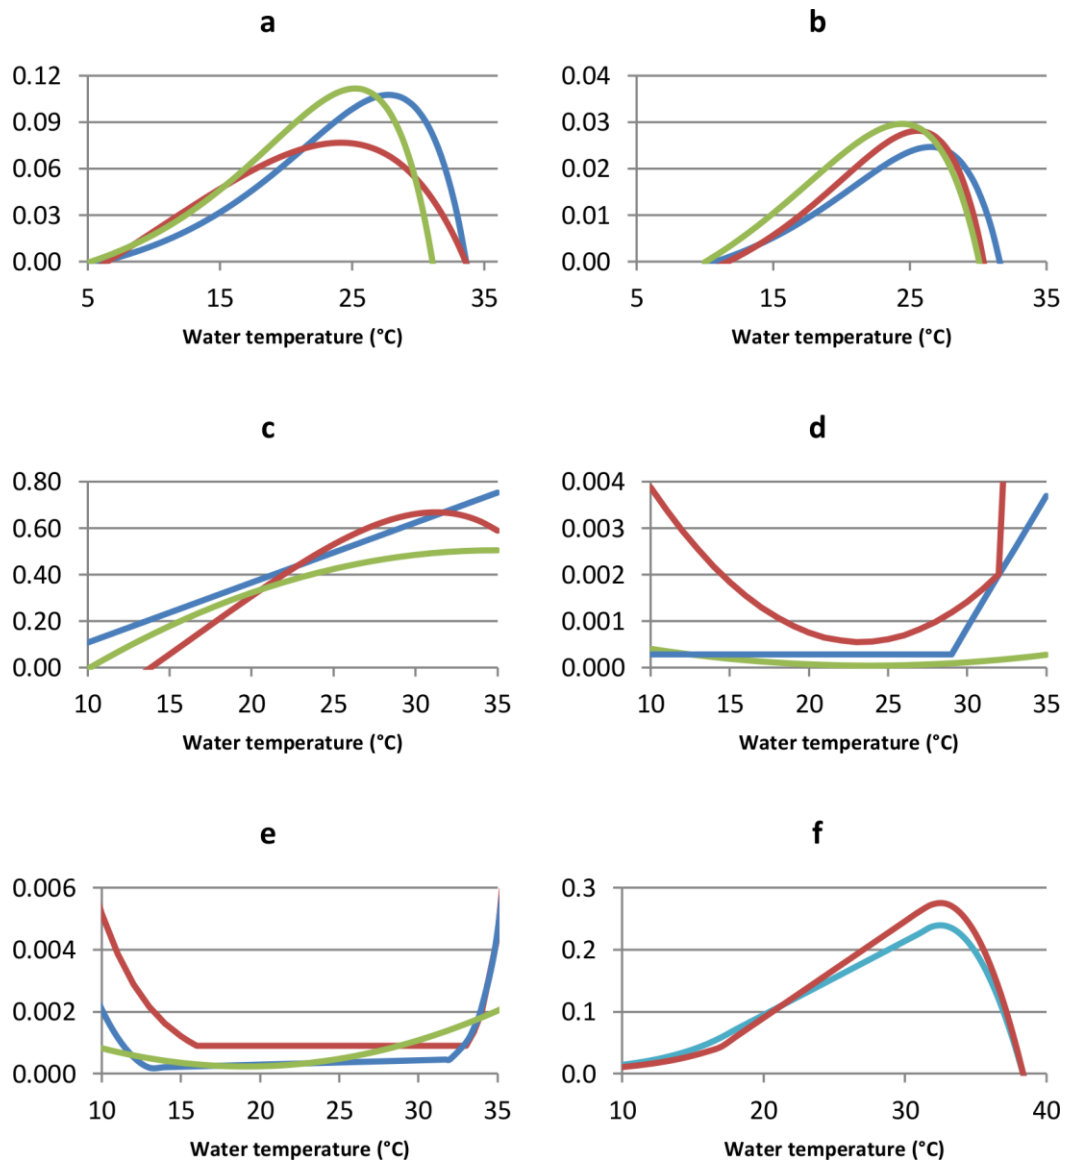 a
b
0.12
0.09
0.06
0.03
0.00
5 15 25 35
Water temperature (°C)
0.04
0.03
0.02
0.01
0.00
5 15 25 35
Water temperature (°C)
c
d
0.80
0.60
0.40
0.20
0.00
10 15 20 25 30 35
Water temperature (°C)
0.004
0.003
0.002
0.001
0.000
10 15 20 25 30 35
Water temperature (°C)
e
f
0.006
0.004
0.002
0.000
10 15 20 25 30 35
Water temperature (°C)
0.3
0.2
0.1
0.0
10 20 30 40
Water temperature (°C)